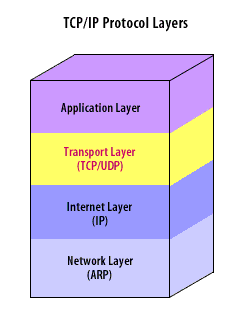 TCP/IP Protocol Layers
Application Layer
Transport Layer
(TCP/UDP)
Internet Layer
(IP)
Network Layer
(ARP)